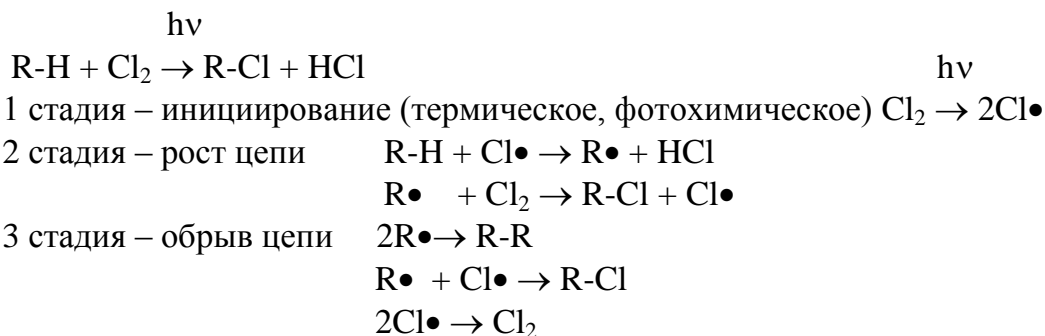 hν
R-H + Cl₂ → R-Cl + HCl hν
1 стадия – инициирование (термическое, фотохимическое) Cl₂ → 2Cl•
2 стадия – рост цепи R-H + Cl• → R• + HCl
R• + Cl₂ → R-Cl + Cl•
3 стадия – обрыв цепи 2R•→ R-R
R• + Cl• → R-Cl
2Cl• → Cl₂